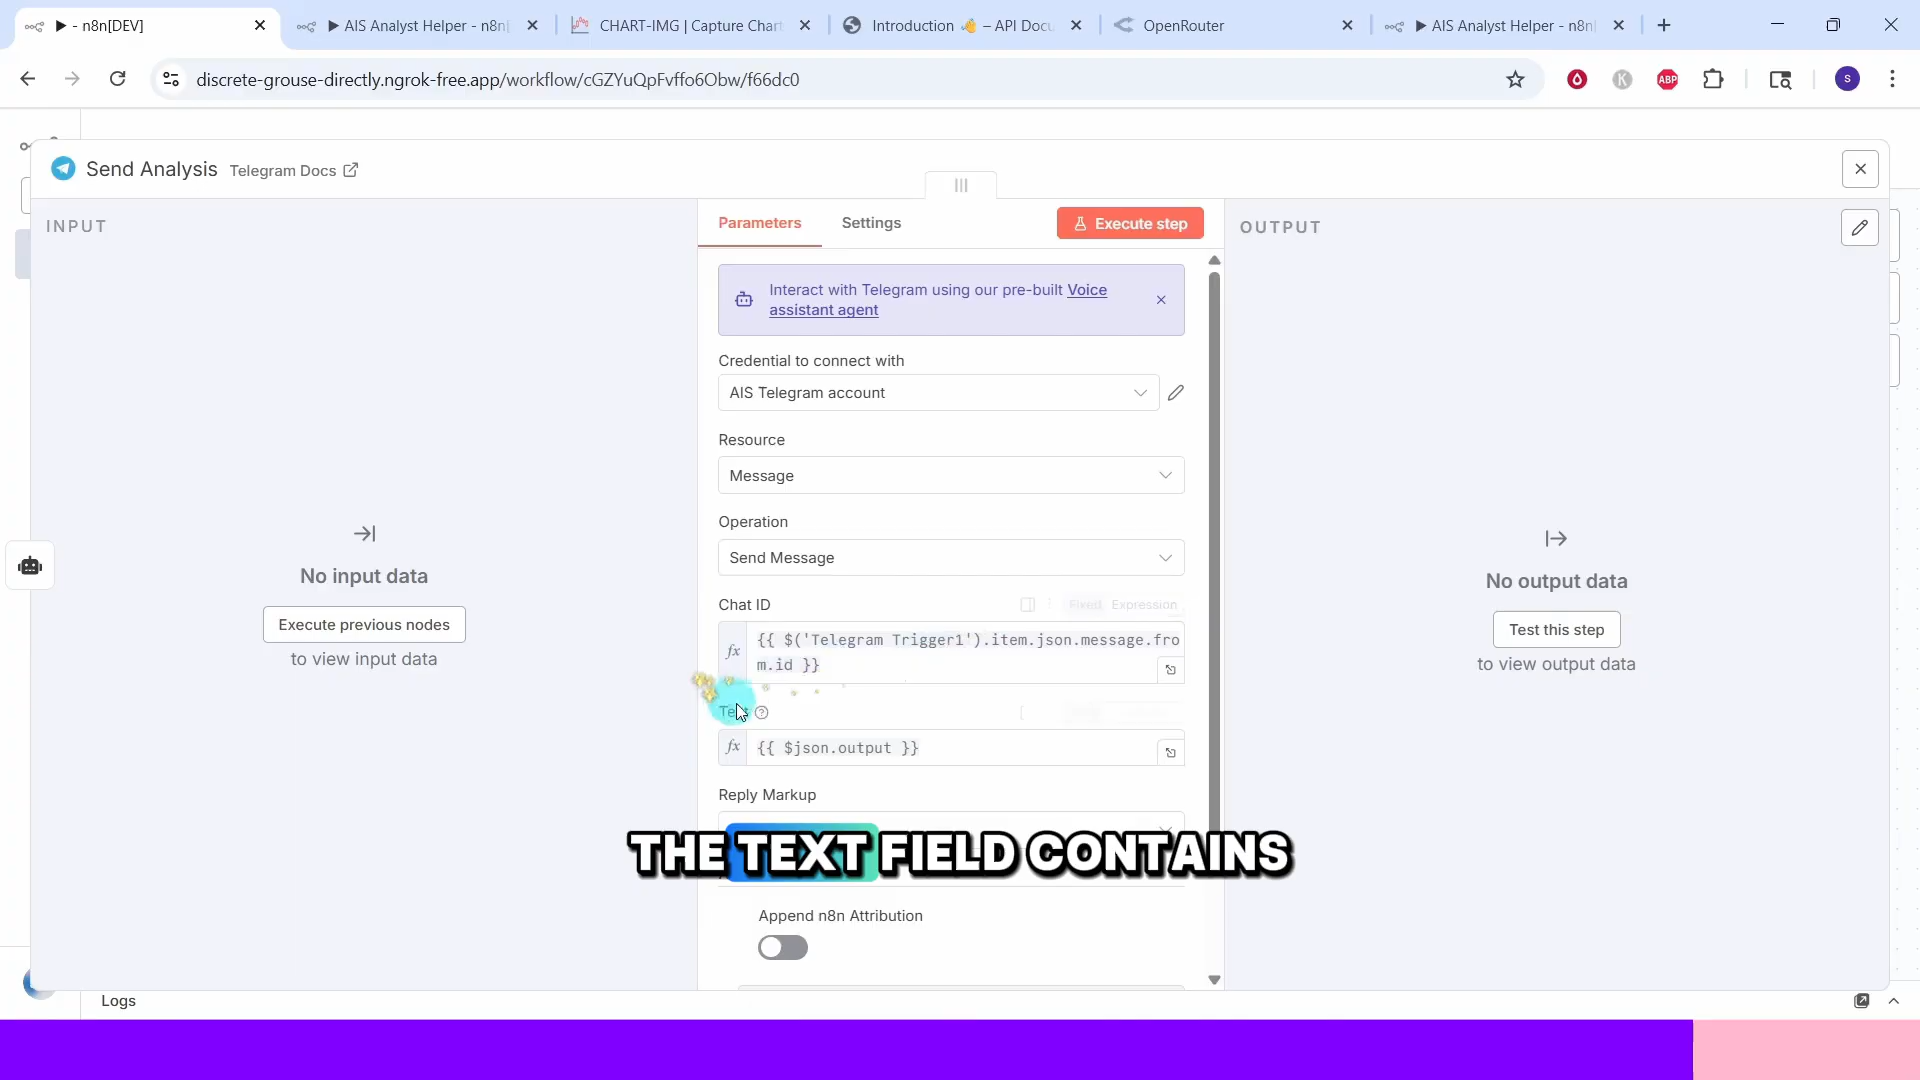 - n8n[DEV]
AIS Analyst Helper - n8n[
CHART-IMG | Capture Chart
Introduction 👋 – API Docu
OpenRouter
AIS Analyst Helper - n8n[
discrete-grouse-directly.ngrok-free.app/workflow/cGZYuQpFvffo6Obw/f66dc0
K
ABP
S
Send Analysis
Telegram Docs
INPUT
Parameters
Settings
Execute step
OUTPUT
Interact with Telegram using our pre-built Voice
assistant agent
Credential to connect with
AIS Telegram account
Resource
Message
Operation
Send Message
No input data
Execute previous nodes
to view input data
No output data
Test this step
to view output data
Chat ID
Fixed
Expression
fx
{{ $('Telegram Trigger1').item.json.message.fro
m.id }}
Text
fx
{{ $json.output }}
Reply Markup
THE TEXT FIELD CONTAINS
Append n8n Attribution
Logs